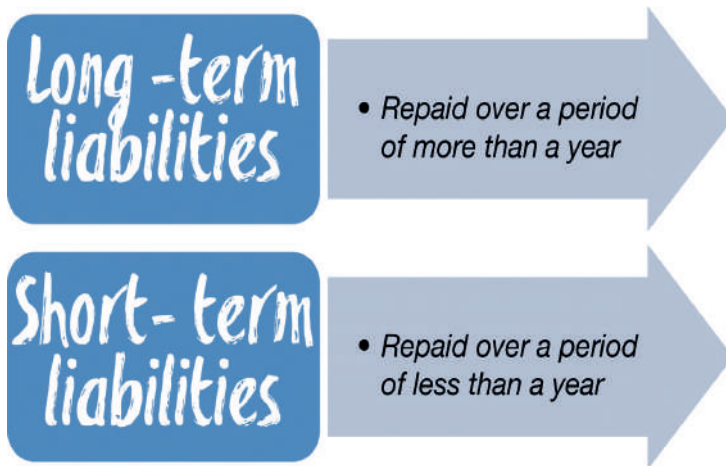 Long -term
liabilities
• Repaid over a period
of more than a year
Short- term
liabilities
• Repaid over a period
of less than a year